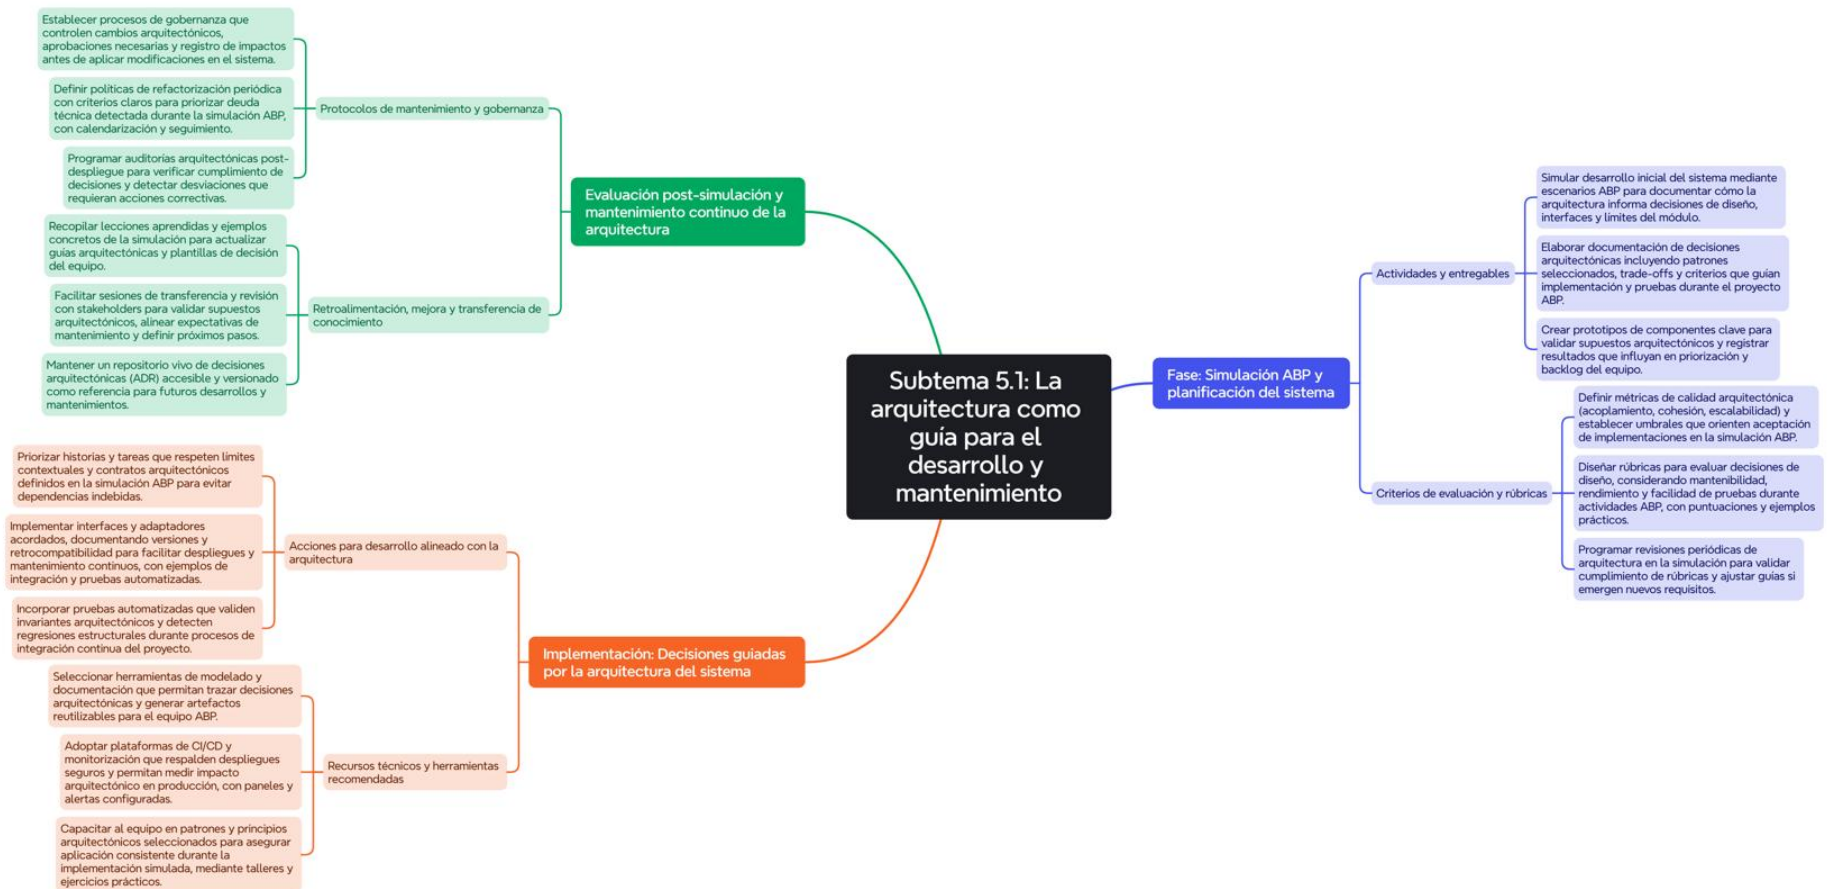 Subtema 5.1: La
arquitectura como
guía para el
desarrollo y
mantenimiento
Fase: Simulación ABP y
planificación del sistema
Actividades y entregables
Simular desarrollo inicial del sistema mediante
escenarios ABP para documentar cómo la
arquitectura informa decisiones de diseño,
interfaces y límites del módulo.
Elaborar documentación de decisiones
arquitectónicas incluyendo patrones
seleccionados, trade-offs y criterios que guían
implementación y pruebas durante el proyecto
ABP.
Crear prototipos de componentes clave para
validar supuestos arquitectónicos y registrar
resultados que influyan en priorización y
backlog del equipo.
Criterios de evaluación y rúbricas
Definir métricas de calidad arquitectónica
(acoplamiento, cohesión, escalabilidad) y
establecer umbrales que orienten aceptación
de implementaciones en la simulación ABP.
Diseñar rúbricas para evaluar decisiones de
diseño, considerando mantenibilidad,
rendimiento y facilidad de pruebas durante
actividades ABP, con puntuaciones y ejemplos
prácticos.
Programar revisiones periódicas de
arquitectura en la simulación para validar
cumplimiento de rúbricas y ajustar guías si
emergen nuevos requisitos.
Implementación: Decisiones guiadas
por la arquitectura del sistema
Acciones para desarrollo alineado con la
arquitectura
Priorizar historias y tareas que respeten límites
contextuales y contratos arquitectónicos
definidos en la simulación ABP para evitar
dependencias indebidas.
Implementar interfaces y adaptadores
acordados, documentando versiones y
retrocompatibilidad para facilitar despliegues y
mantenimiento continuos, con ejemplos de
integración y pruebas automatizadas.
Incorporar pruebas automatizadas que validen
invariantes arquitectónicos y detecten
regresiones estructurales durante procesos de
integración continua del proyecto.
Recursos técnicos y herramientas
recomendadas
Seleccionar herramientas de modelado y
documentación que permitan trazar decisiones
arquitectónicas y generar artefactos
reutilizables para el equipo ABP.
Adoptar plataformas de CI/CD y
monitorización que respalden despliegues
seguros y permitan medir impacto
arquitectónico en producción, con paneles y
alertas configuradas.
Capacitar al equipo en patrones y principios
arquitectónicos seleccionados para asegurar
aplicación consistente durante la
implementación simulada, mediante talleres y
ejercicios prácticos.
Evaluación post-simulación y
mantenimiento continuo de la
arquitectura
Protocolos de mantenimiento y gobernanza
Establecer procesos de gobernanza que
controlen cambios arquitectónicos,
aprobaciones necesarias y registro de impactos
antes de aplicar modificaciones en el sistema.
Definir políticas de refactorización periódica
con criterios claros para priorizar deuda
técnica detectada durante la simulación ABP,
con calendarización y seguimiento.
Programar auditorías arquitectónicas post-
despliegue para verificar cumplimiento de
decisiones y detectar desviaciones que
requieran acciones correctivas.
Retroalimentación, mejora y transferencia de
conocimiento
Recopilar lecciones aprendidas y ejemplos
concretos de la simulación para actualizar
guías arquitectónicas y plantillas de decisión
del equipo.
Facilitar sesiones de transferencia y revisión
con stakeholders para validar supuestos
arquitectónicos, alinear expectativas de
mantenimiento y definir próximos pasos.
Mantener un repositorio vivo de decisiones
arquitectónicas (ADR) accesible y versionado
como referencia para futuros desarrollos y
mantenimientos.